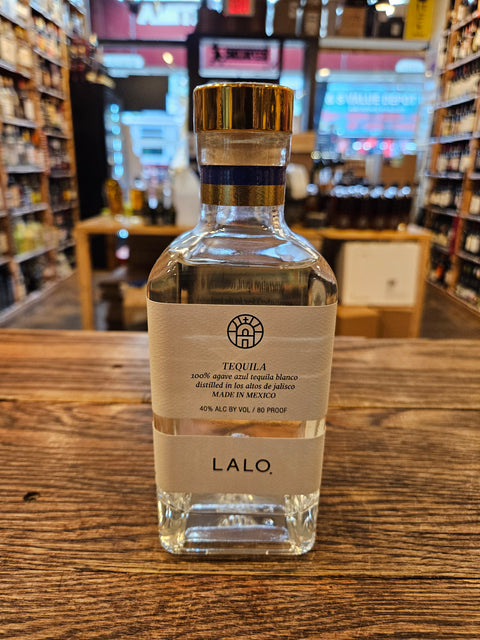 TEQUILA
100% agave azul tequila blanco
distilled in los altos de jalisco
MADE IN MEXICO
40% ALC BY VOL / 80 PROOF
LALO.